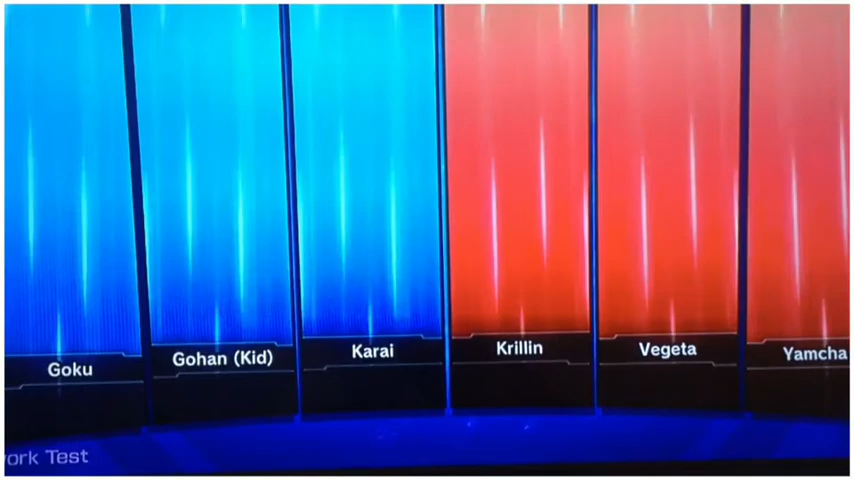 Goku
Gohan (Kid)
Karai
Krillin
Vegeta
Yamcha
ork Test